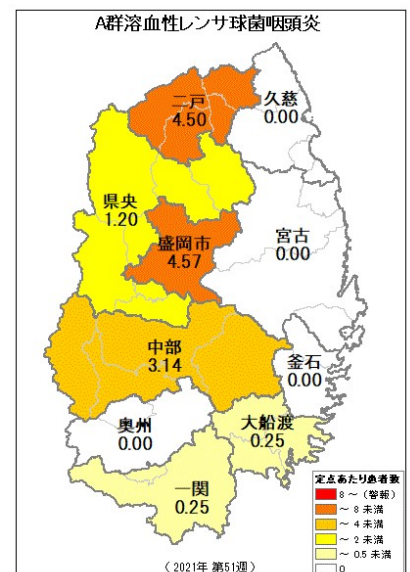 A群溶血性レンサ球菌咽頭炎
二戸
4.50
久慈
0.00
県央
1.20
盛岡市
4.57
宮古
0.00
中部
3.14
釜石
0.00
奥州
0.00
大船渡
0.25
一関
0.25
定点あたり患者数
8～（警報）
～8未満
～4未満
～2未満
～0.5未満
0
（2021年 第51週）